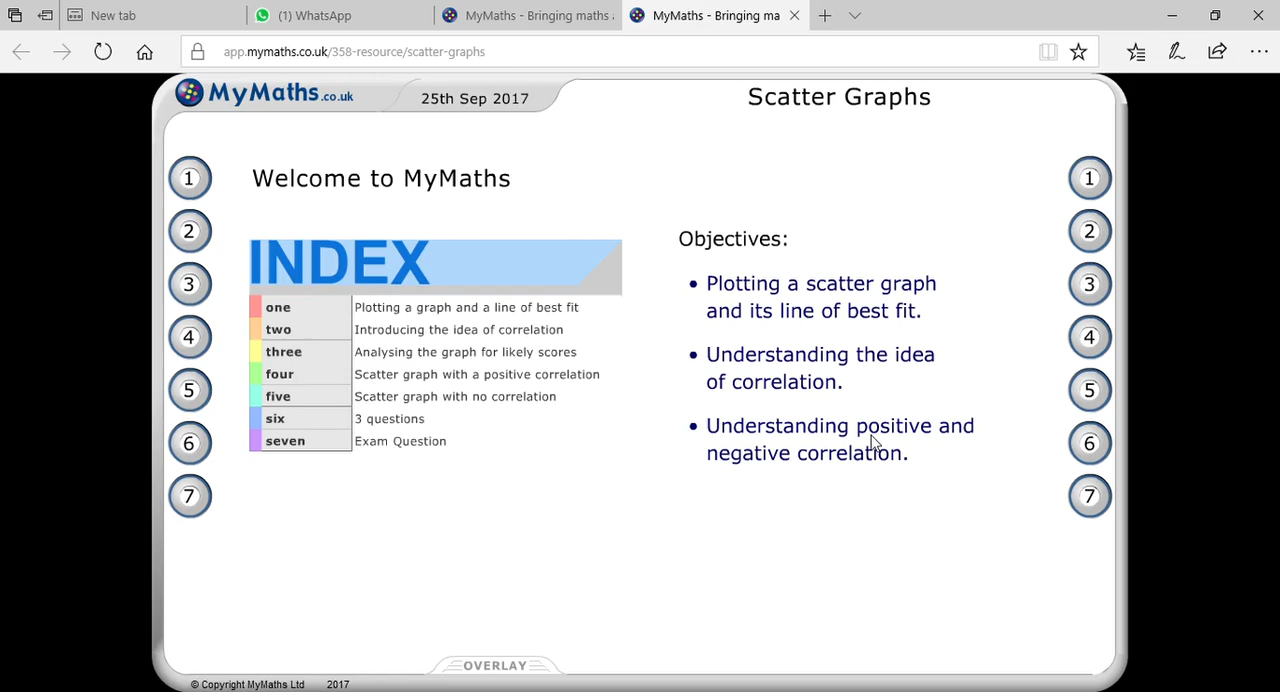 New tab
(1) WhatsApp
MyMaths - Bringing maths
MyMaths - Bringing ma
app.mymaths.co.uk/358-resource/scatter-graphs
MyMaths.co.uk
25th Sep 2017
Scatter Graphs
1
1
Welcome to MyMaths
2
2
Objectives:
INDEX
3
3
• Plotting a scatter graph
and its line of best fit.
one Plotting a graph and a line of best fit
two Introducing the idea of correlation
4
4
three Analysing the graph for likely scores
• Understanding the idea
of correlation.
four Scatter graph with a positive correlation
5
5
five Scatter graph with no correlation
six 3 questions
• Understanding positive and
negative correlation.
6
6
seven Exam Question
7
7
OVERLAY
© Copyright MyMaths Ltd 2017